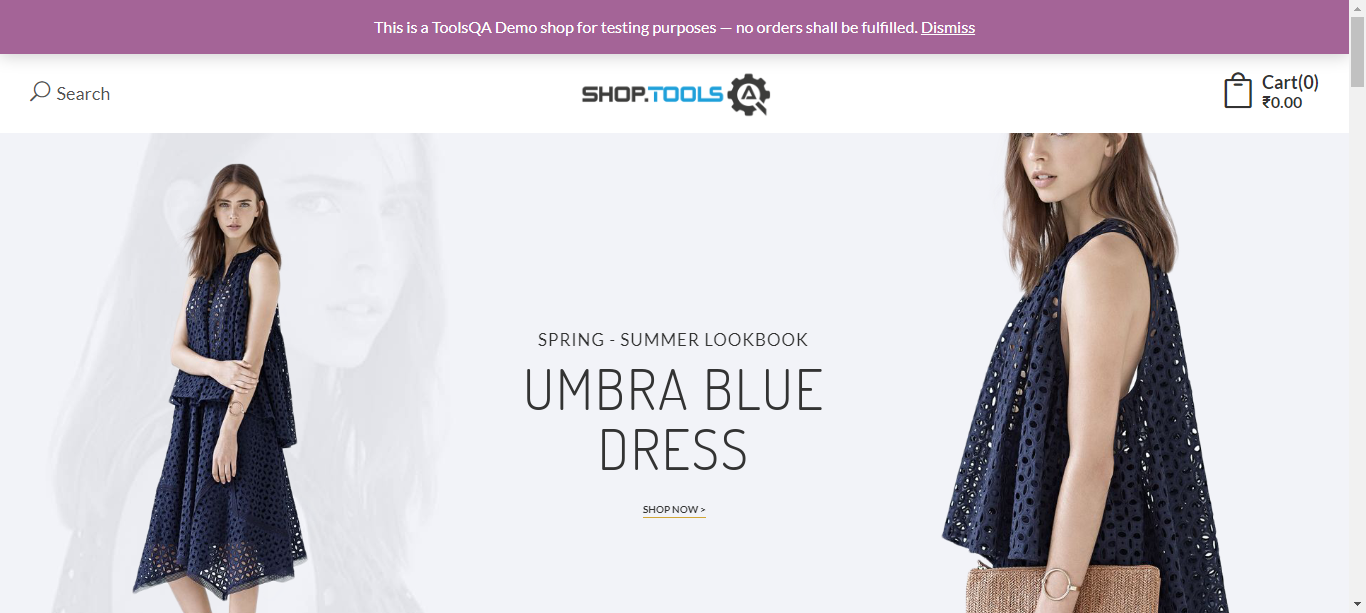 This is a ToolsQA Demo shop for testing purposes — no orders shall be fulfilled. Dismiss
Search
SHOP.TOOLS QA
Cart(0)
₹0.00
SPRING - SUMMER LOOKBOOK
UMBRA BLUE
DRESS
SHOP NOW >